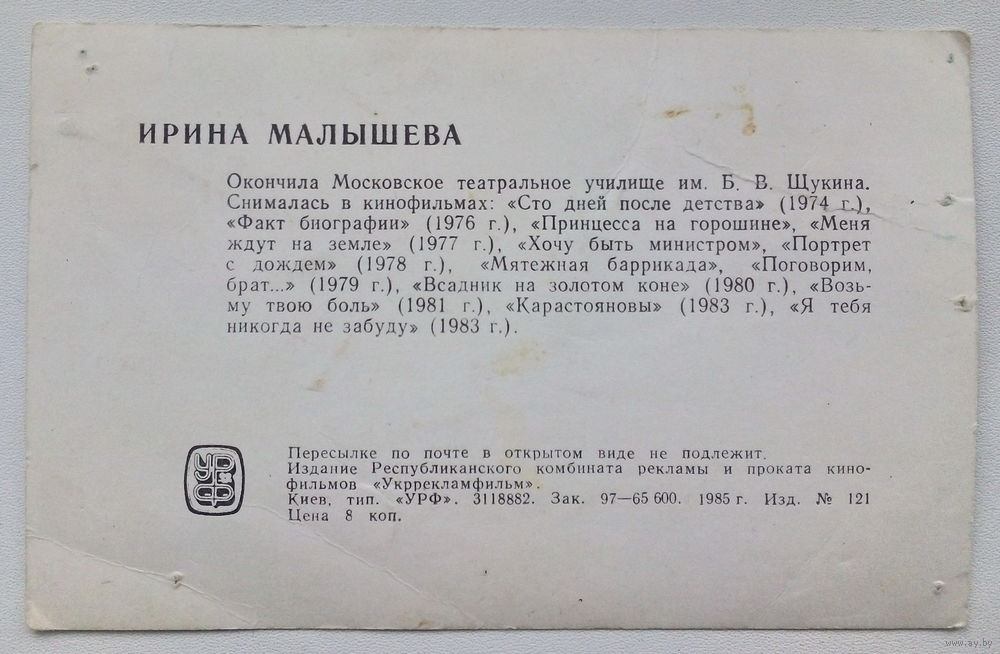 ИРИНА МАЛЫШЕВА
Окончила Московское театральное училище им. Б. В. Щукина.
Снималась в кинофильмах: «Сто дней после детства» (1974 г.),
«Факт биографии» (1976 г.), «Принцесса на горошине», «Меня
ждут на земле» (1977 г.), «Хочу быть министром», «Портрет
с дождем» (1978 г.), «Мятежная баррикада», «Поговорим,
брат...» (1979 г.), «Всадник на золотом коне» (1980 г.), «Возь-
му твою боль» (1981 г.), «Карастояновы» (1983 г.), «Я тебя
никогда не забуду» (1983 г.).
УРФ
Пересылке по почте в открытом виде не подлежит.
Издание Республиканского комбината рекламы и проката кино-
фильмов «Укррекламфильм».
Киев, тип. «УРФ». 3118882. Зак. 97—65 600. 1985 г. Изд. № 121
Цена 8 коп.
www.ay.by